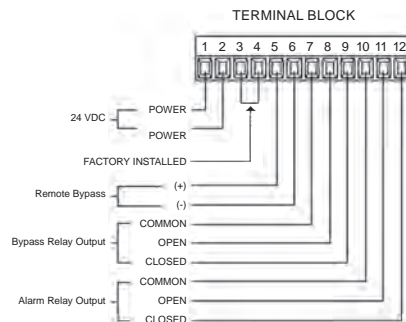 TERMINAL BLOCK
1 2 3 4 5 6 7 8 9 10 11 12
24 VDC
POWER
POWER
FACTORY INSTALLED
Remote Bypass
(+)
(-)
Bypass Relay Output
COMMON
OPEN
CLOSED
Alarm Relay Output
COMMON
OPEN
CLOSED